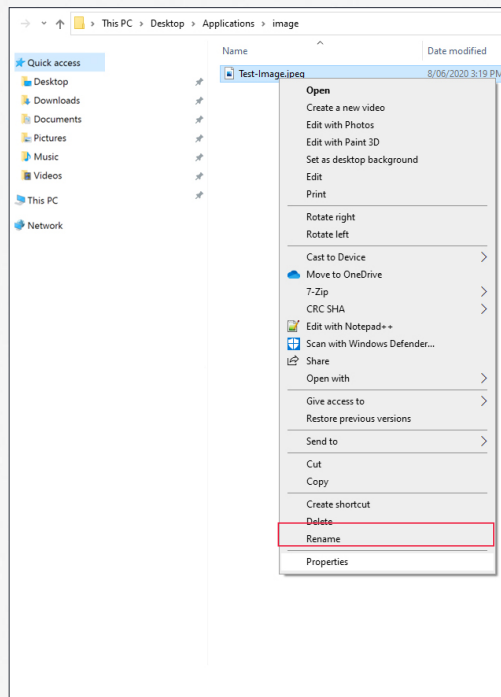 This PC > Desktop > Applications > image
Name
Date modified
Quick access
Desktop
Downloads
Documents
Pictures
Music
Videos
This PC
Network
Test-Image.jpeg
8/06/2020 3:19 PM
Open
Create a new video
Edit with Photos
Edit with Paint 3D
Set as desktop background
Edit
Print
Rotate right
Rotate left
Cast to Device
Move to OneDrive
7-Zip
CRC SHA
Edit with Notepad++
Scan with Windows Defender...
Share
Open with
Give access to
Restore previous versions
Send to
Cut
Copy
Create shortcut
Delete
Rename
Properties